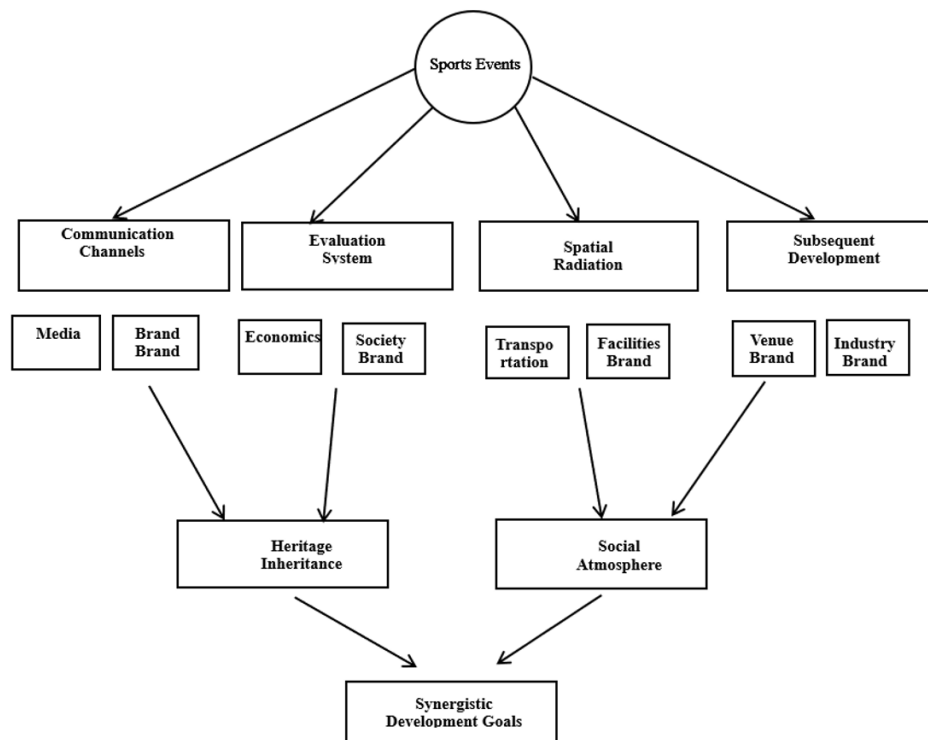 Sports Events
Communication
Channels
Evaluation
System
Spatial
Radiation
Subsequent
Development
Media
Brand
Brand
Economics
Society
Brand
Transpo
rtation
Facilities
Brand
Venue
Brand
Industry
Brand
Heritage
Inheritance
Social
Atmosphere
Synergistic
Development Goals